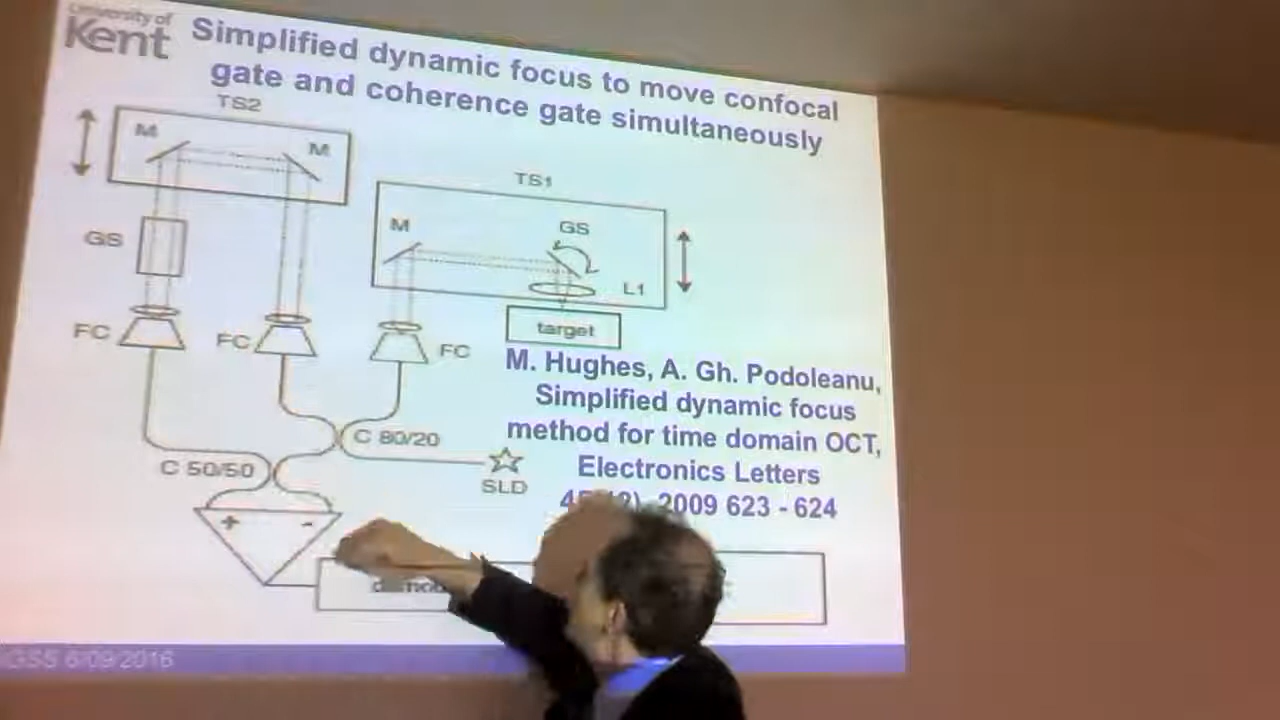 University of
Kent
Simplified dynamic focus to move confocal
gate and coherence gate simultaneously
TS2
M
M
TS1
M
GS
GS
L1
target
FC
FC
FC
M. Hughes, A. Gh. Podoleanu,
Simplified dynamic focus
method for time domain OCT,
Electronics Letters
2009 623 - 624
C 80/20
C 50/50
SLD
+
-
GSS 6/09/2016